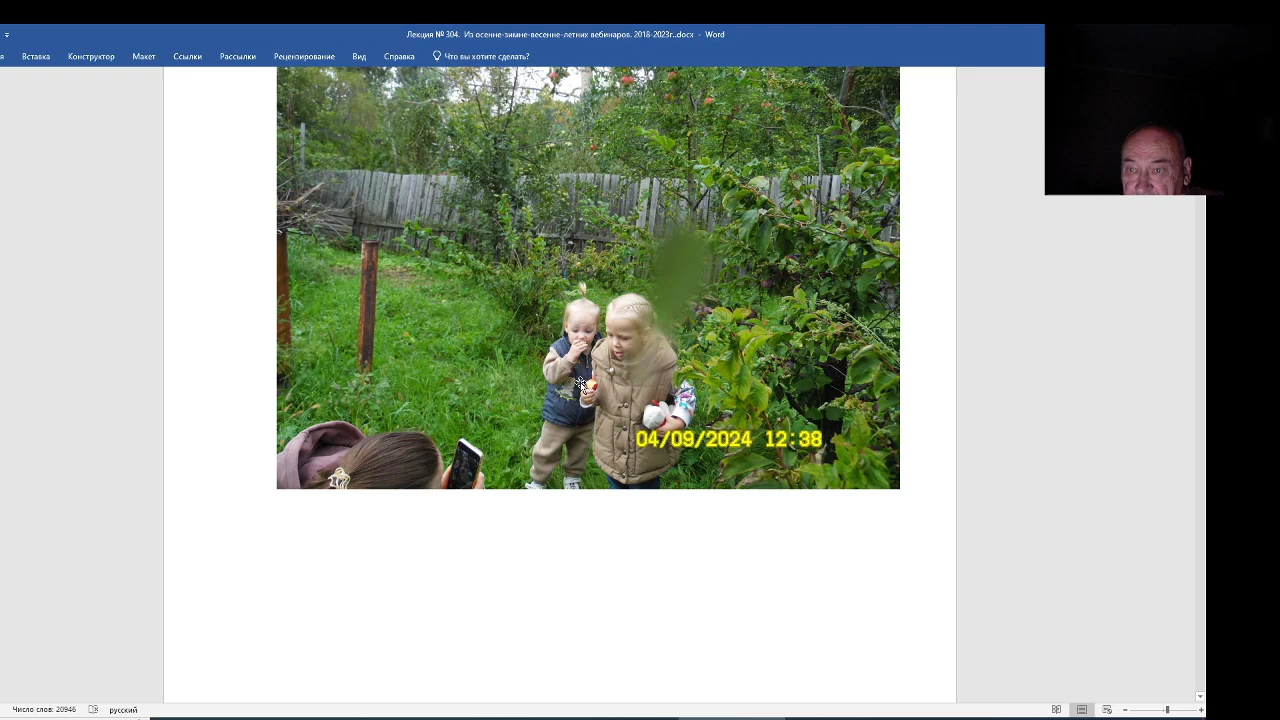 Лекция № 304. Из осенне-зимне-весенне-летних вебинаров. 2018-2023г..docx - Word
я Вставка Конструктор Макет Ссылки Рассылки Рецензирование Вид Справка Что вы хотите сделать?
04/09/2024 12:38
Число слов: 20946 русский